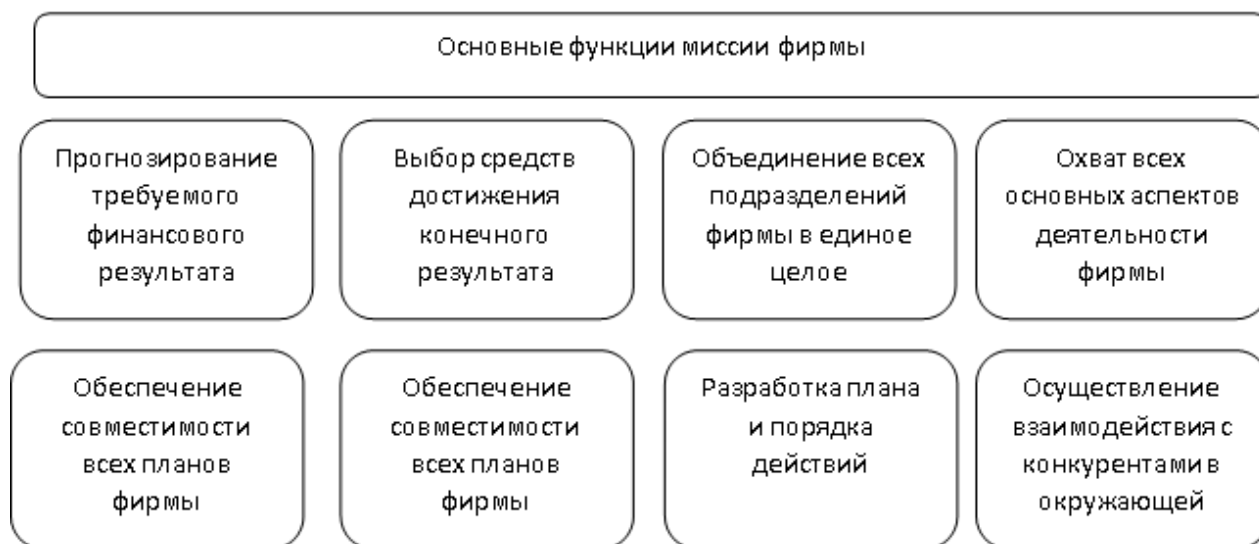 Основные функции миссии фирмы
Прогнозирование
требуемого
финансового
результата
Выбор средств
достижения
конечного
результата
Объединение всех
подразделений
фирмы в единое
целое
Охват всех
основных аспектов
деятельности
фирмы
Обеспечение
совместимости
всех планов
фирмы
Обеспечение
совместимости
всех планов
фирмы
Разработка плана
и порядка
действий
Осуществление
взаимодействия с
конкурентами в
окружающей